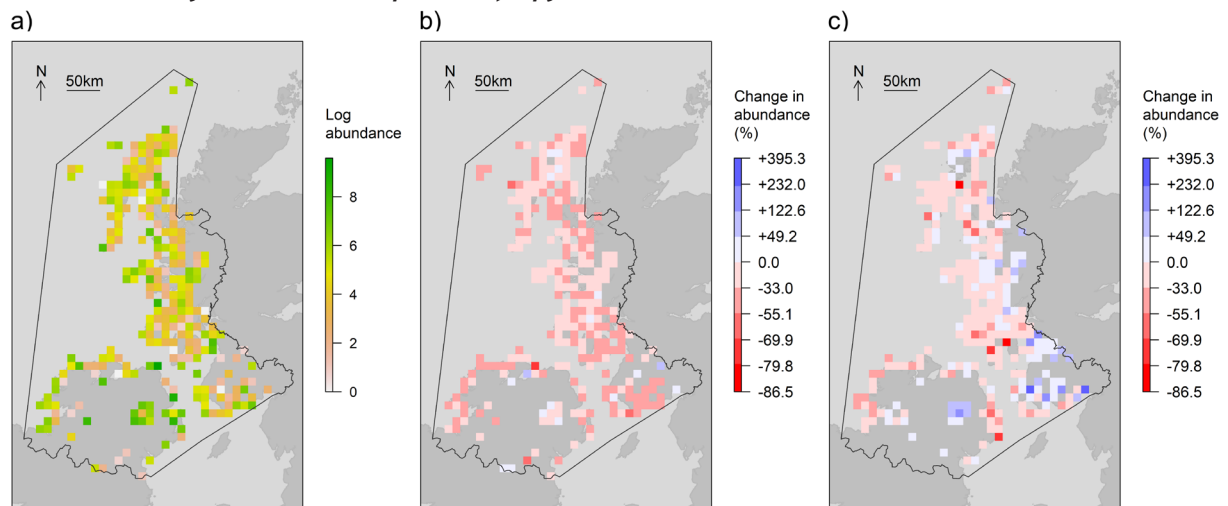 a)
b)
c)
N
50km
Log
abundance
8
6
4
2
0
N
50km
Change in
abundance
(%)
+395.3
+232.0
+122.6
+49.2
0.0
-33.0
-55.1
-69.9
-79.8
-86.5
N
50km
Change in
abundance
(%)
+395.3
+232.0
+122.6
+49.2
0.0
-33.0
-55.1
-69.9
-79.8
-86.5